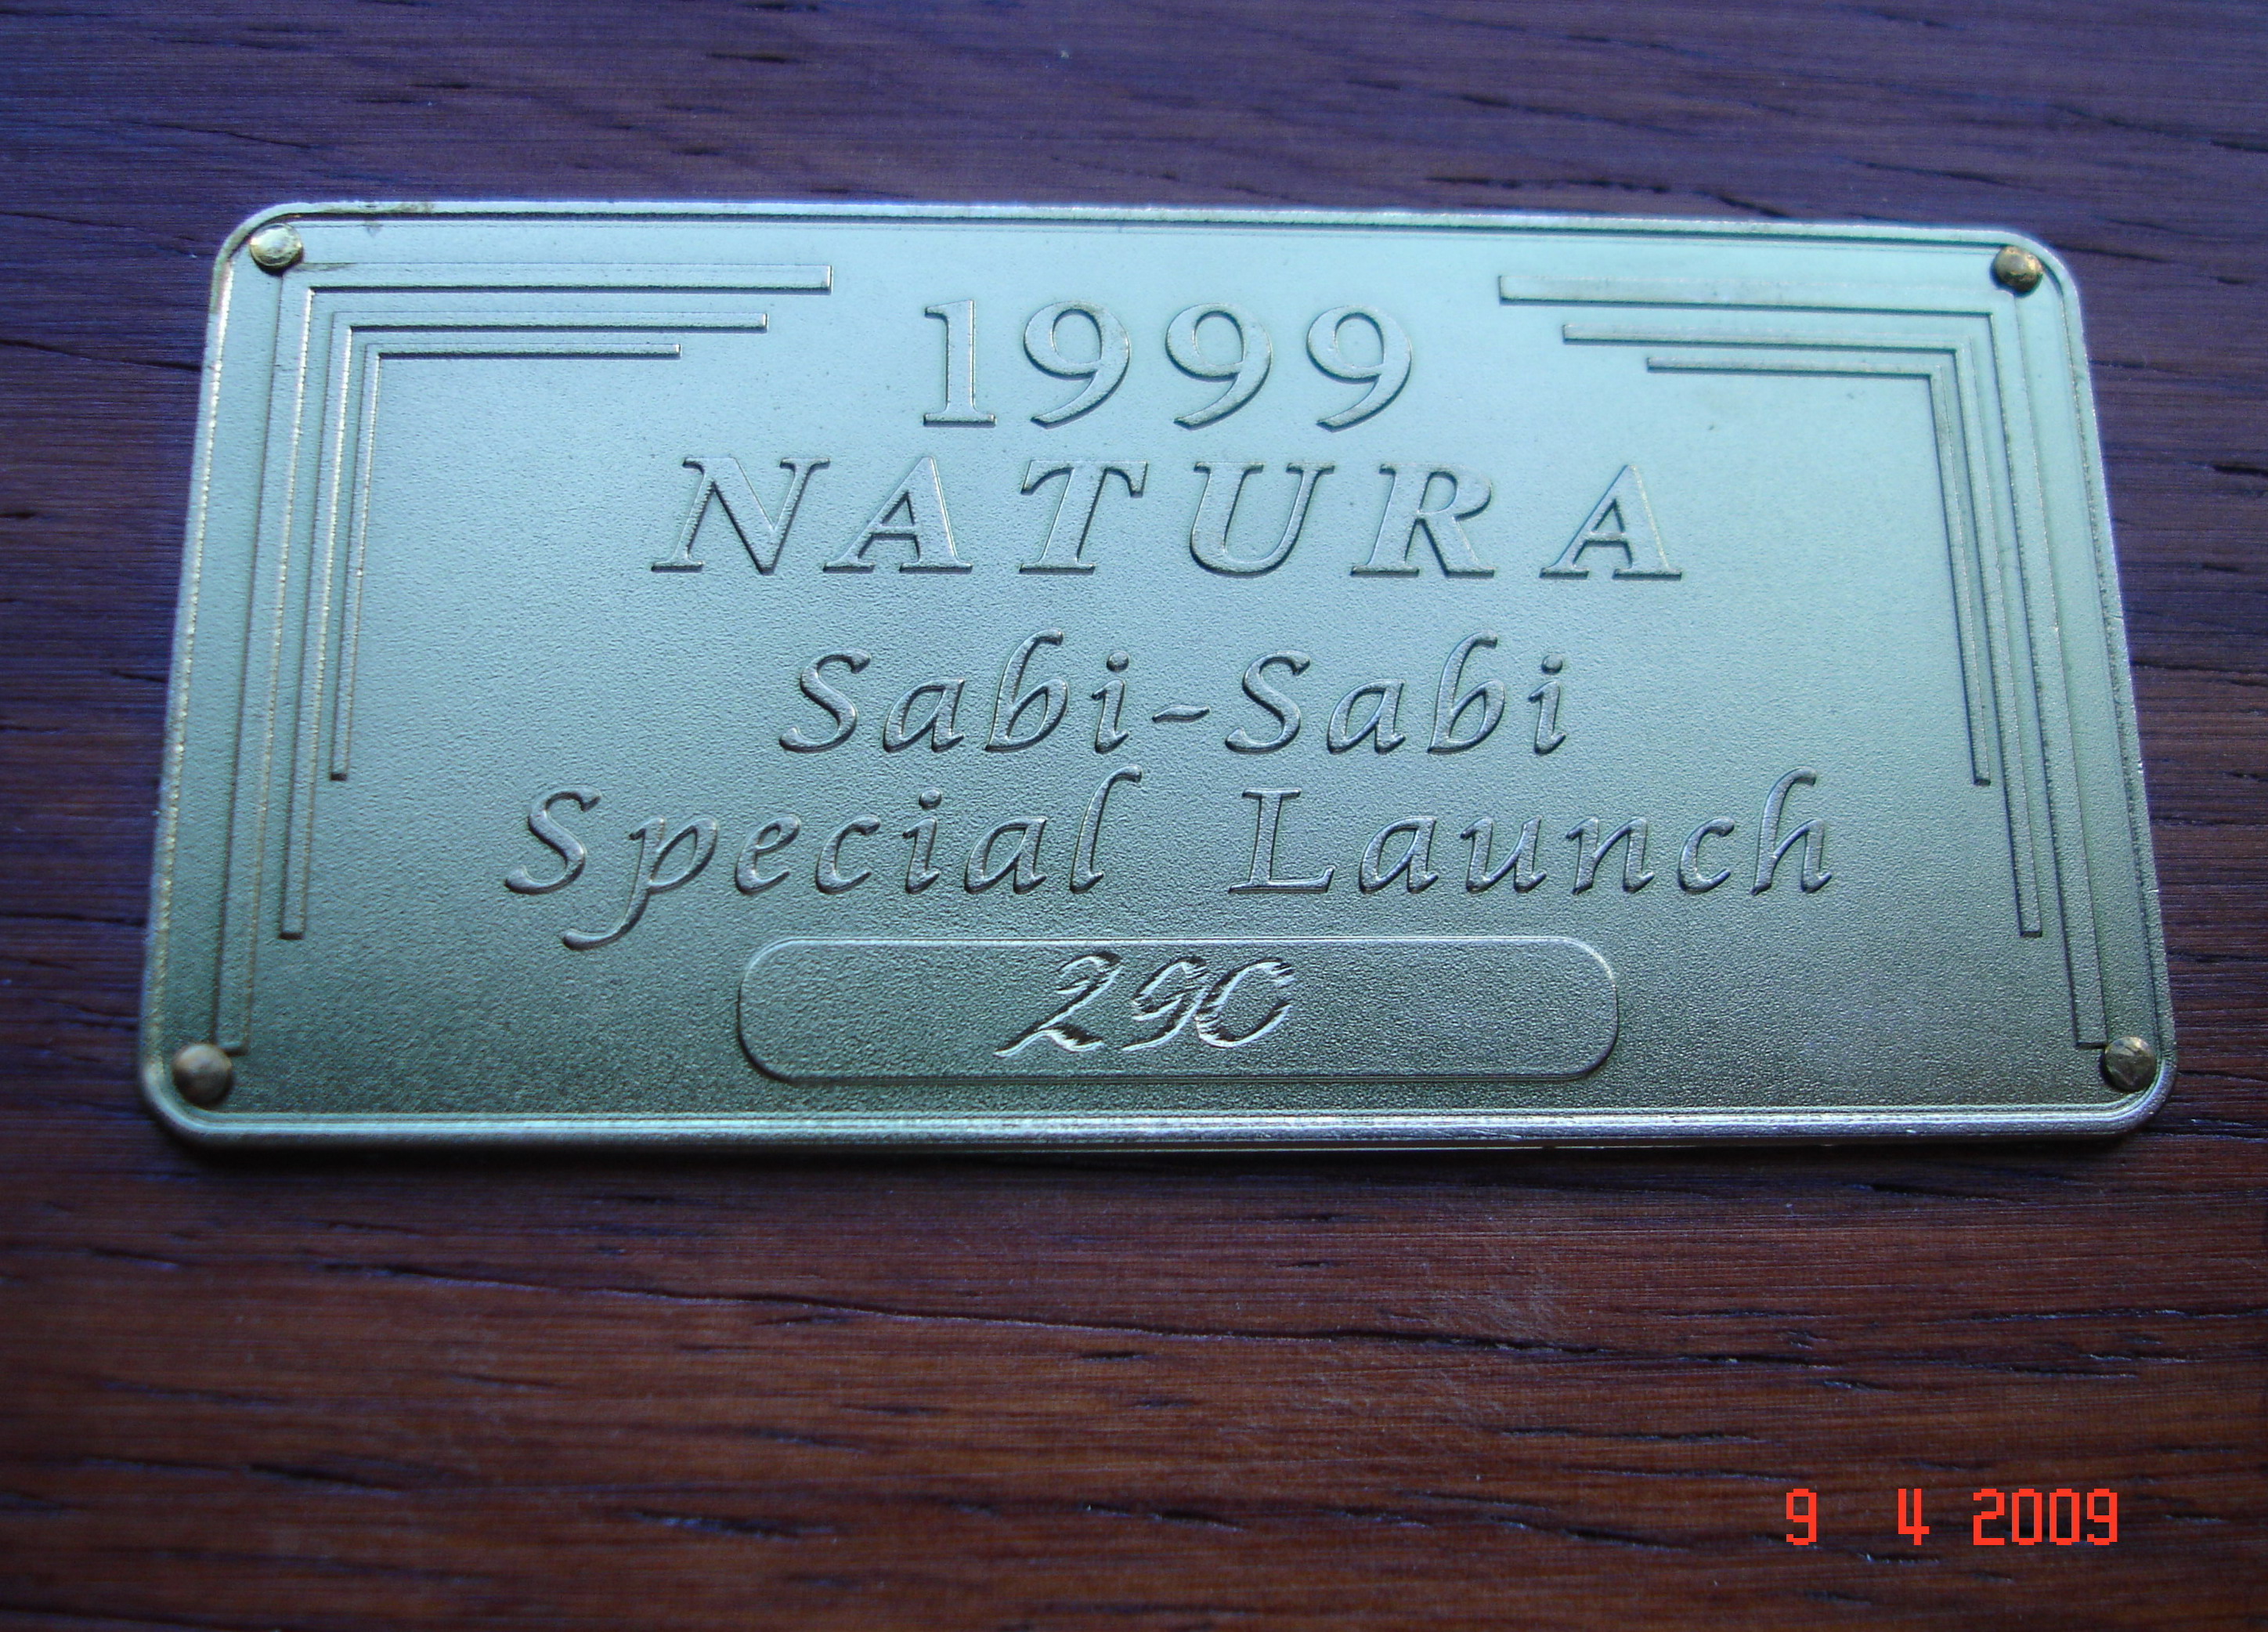 1999
NATURA
Sabi-Sabi
Special Launch
290
9 4 2009